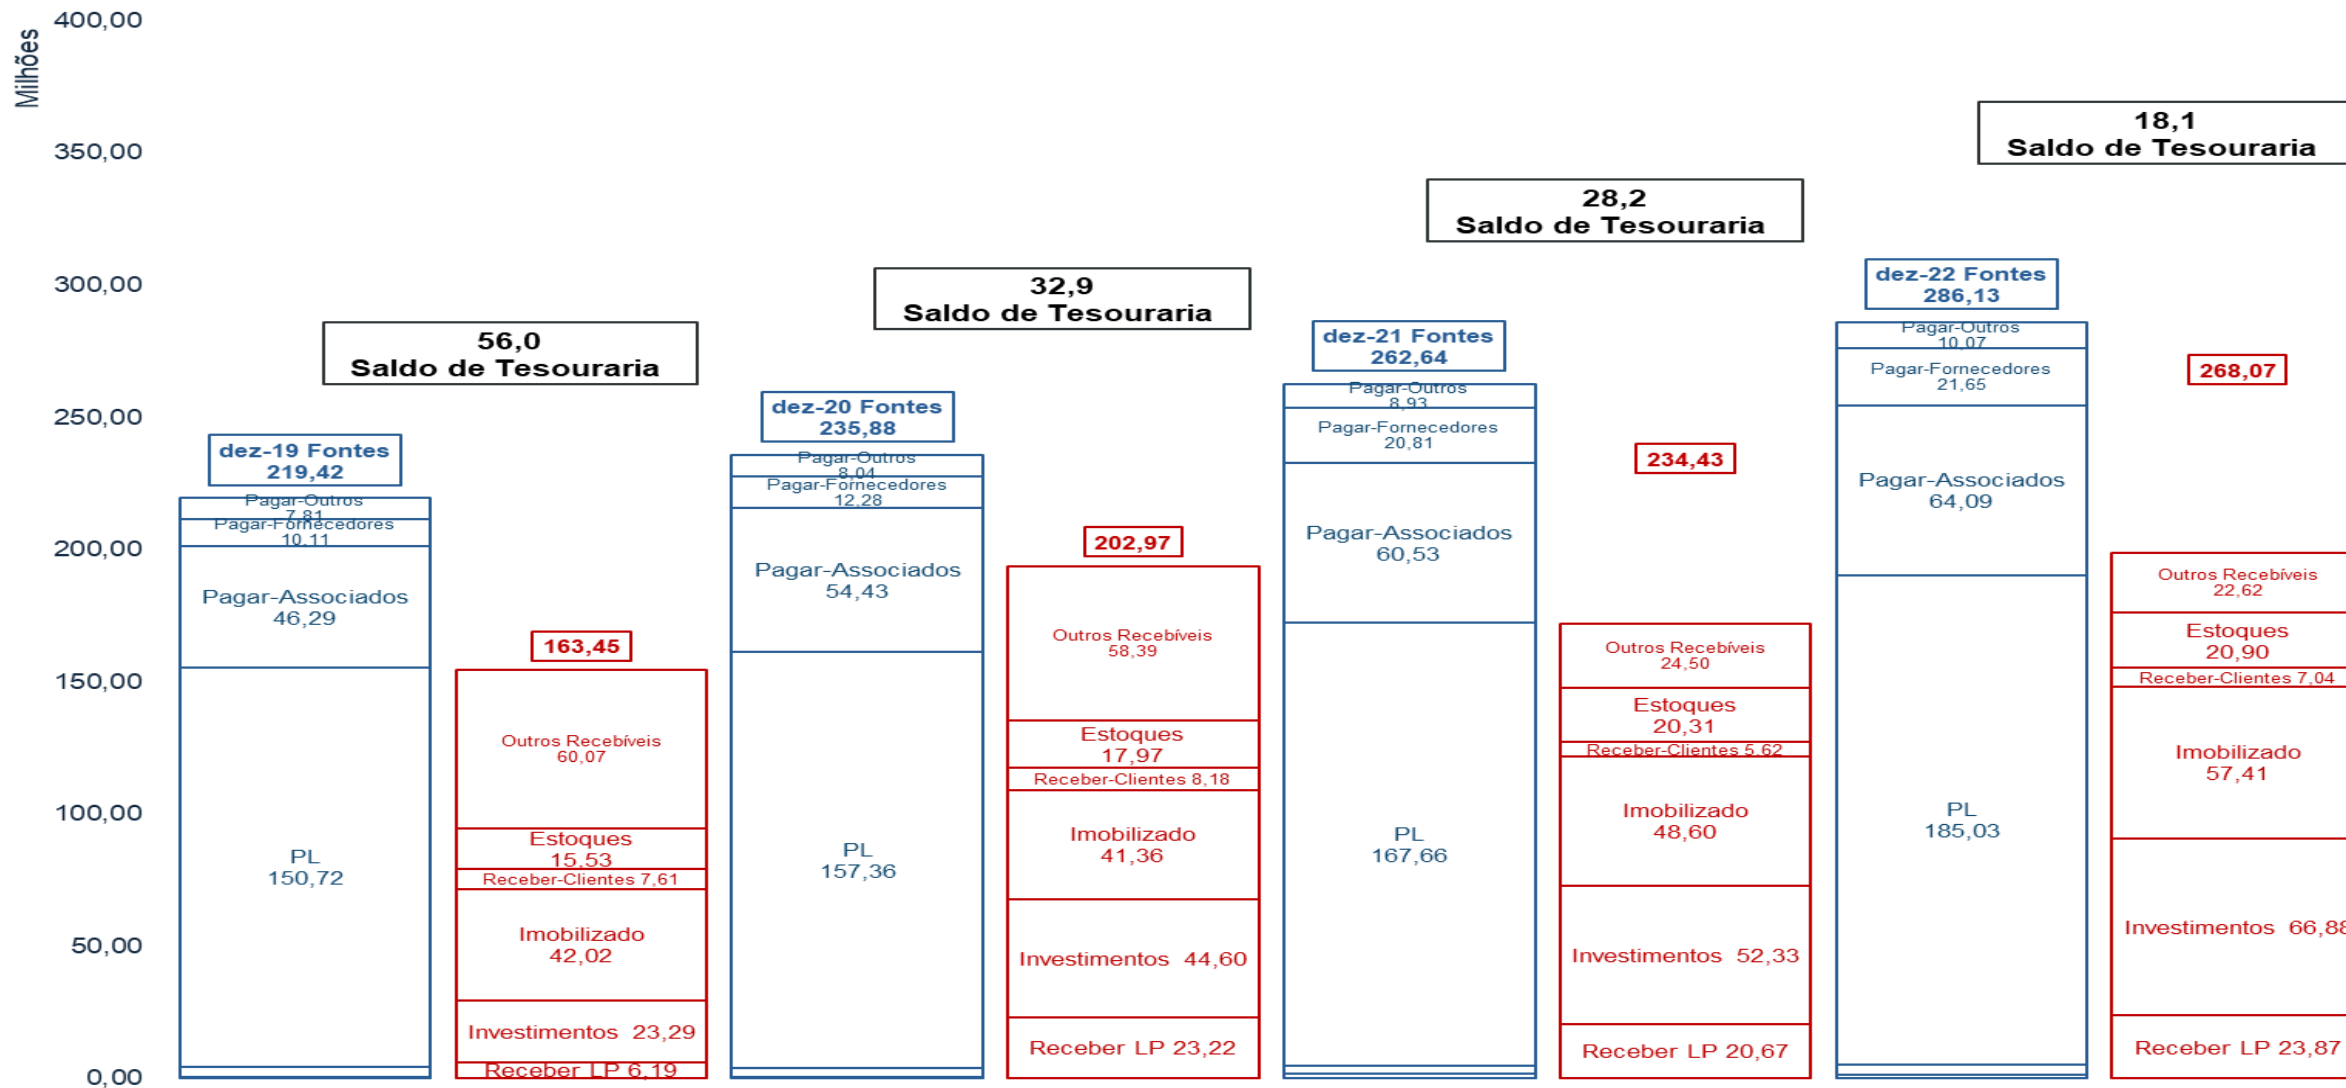 Milhões
400,00
350,00
300,00
250,00
200,00
150,00
100,00
50,00
0,00
56,0
Saldo de Tesouraria
dez-19 Fontes
219,42
Pagar-Outros
7,81
Pagar-Fornecedores
10,11
Pagar-Associados
46,29
PL
150,72
163,45
Outros Recebíveis
60,07
Estoques
15,53
Receber-Clientes 7,61
Imobilizado
42,02
Investimentos 23,29
Receber LP 6,19
32,9
Saldo de Tesouraria
dez-20 Fontes
235,88
Pagar-Outros
8,04
Pagar-Fornecedores
12,28
Pagar-Associados
54,43
PL
157,36
202,97
Outros Recebíveis
58,39
Estoques
17,97
Receber-Clientes 8,18
Imobilizado
41,36
Investimentos 44,60
Receber LP 23,22
28,2
Saldo de Tesouraria
dez-21 Fontes
262,64
Pagar-Outros
8,93
Pagar-Fornecedores
20,81
Pagar-Associados
60,53
PL
167,66
234,43
Outros Recebíveis
24,50
Estoques
20,31
Receber-Clientes 5,62
Imobilizado
48,60
Investimentos 52,33
Receber LP 20,67
18,1
Saldo de Tesouraria
dez-22 Fontes
286,13
Pagar-Outros
10,07
Pagar-Fornecedores
21,65
Pagar-Associados
64,09
PL
185,03
268,07
Outros Recebíveis
22,62
Estoques
20,90
Receber-Clientes 7,04
Imobilizado
57,41
Investimentos 66,88
Receber LP 23,87